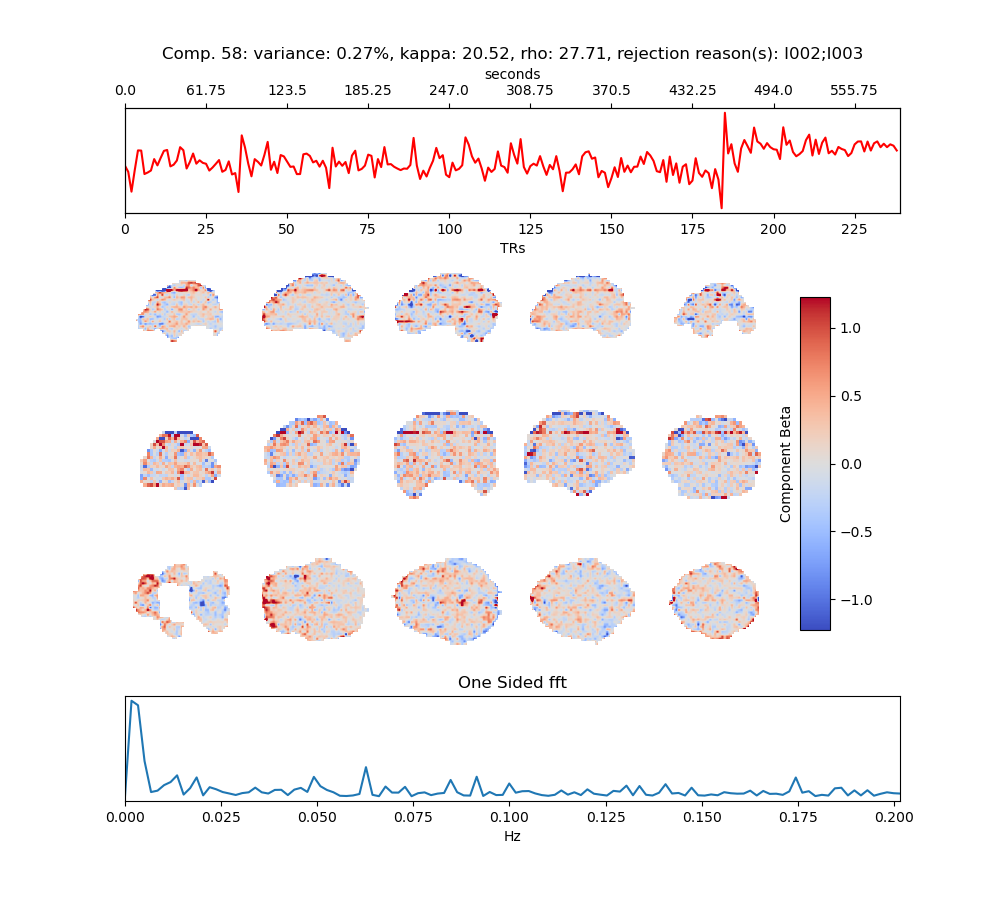 Comp. 58: variance: 0.27%, kappa: 20.52, rho: 27.71, rejection reason(s): I002;I003
seconds
0.0 61.75 123.5 185.25 247.0 308.75 370.5 432.25 494.0 555.75
0 25 50 75 100 125 150 175 200 225
TRs
1.0
0.5
0.0
−0.5
−1.0
Component Beta
One Sided fft
0.000 0.025 0.050 0.075 0.100 0.125 0.150 0.175 0.200
Hz